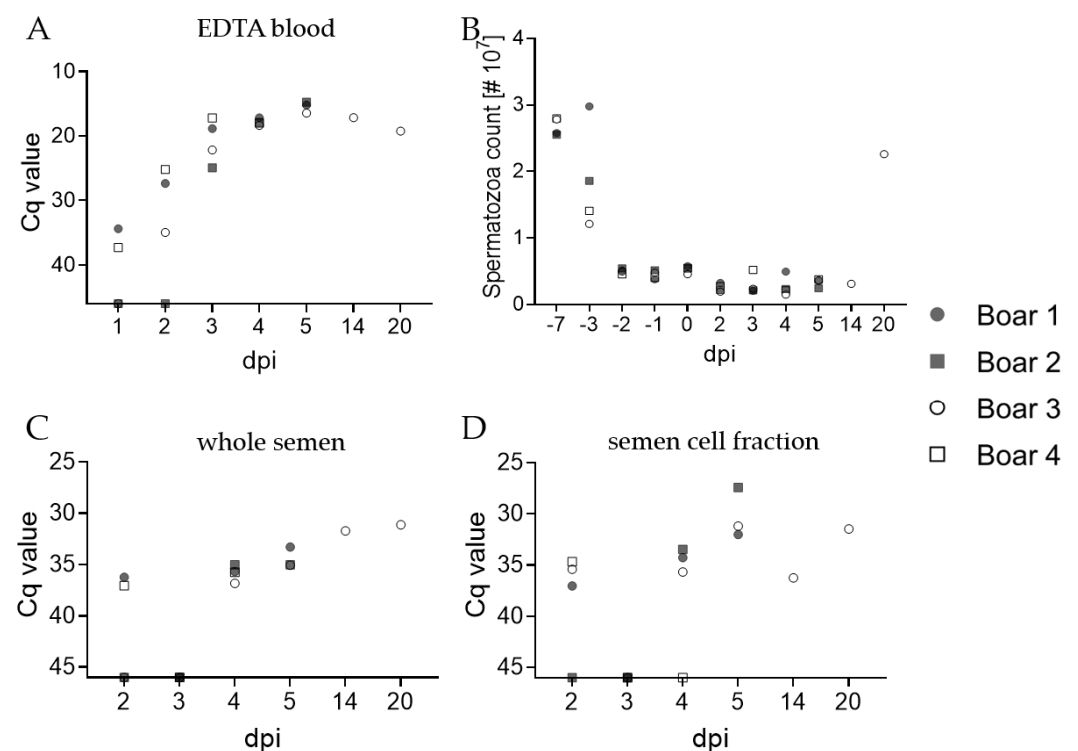 A
EDTA blood
Cq value
10
20
30
40
1 2 3 4 5 14 20
dpi
B
Spermatozoa count [# 10^7]
4
3
2
1
0
-7 -3 -2 -1 0 2 3 4 5 14 20
dpi
Boar 1
Boar 2
Boar 3
Boar 4
C
whole semen
Cq value
25
30
35
40
45
2 3 4 5 14 20
dpi
D
semen cell fraction
Cq value
25
30
35
40
45
2 3 4 5 14 20
dpi